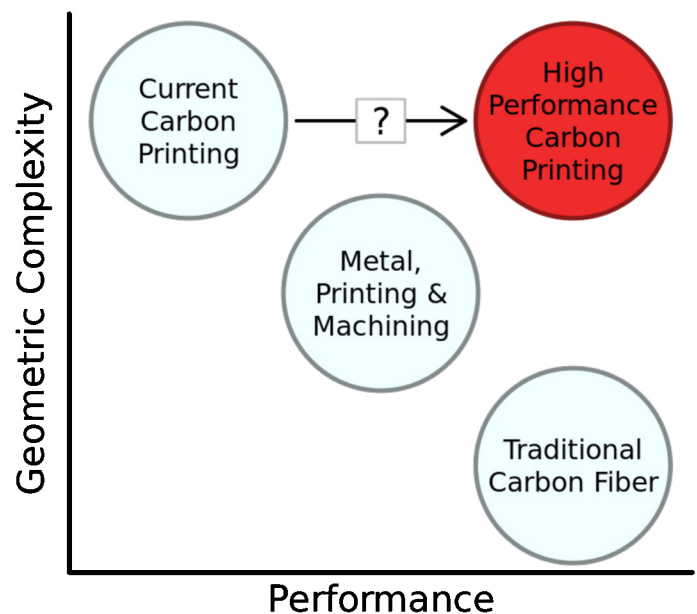 Geometric Complexity
Current
Carbon
Printing
?
High
Performance
Carbon
Printing
Metal,
Printing &
Machining
Traditional
Carbon Fiber
Performance